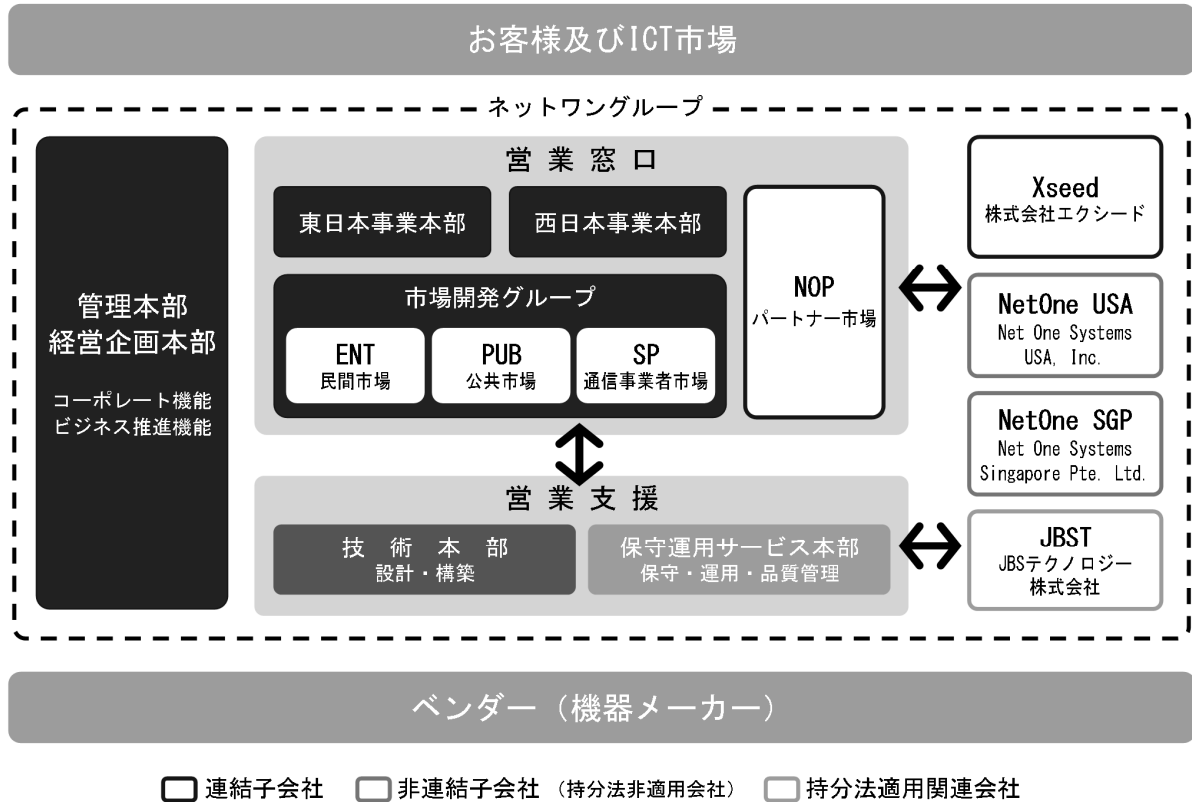 お客様及びICT市場
ネットワングループ
管理本部
経営企画本部
コーポレート機能
ビジネス推進機能
営業窓口
東日本事業本部
西日本事業本部
市場開発グループ
ENT
民間市場
PUB
公共市場
SP
通信事業者市場
NOP
パートナー市場
営業支援
技術本部
設計・構築
保守運用サービス本部
保守・運用・品質管理
Xseed
株式会社エクシード
NetOne USA
Net One Systems
USA, Inc.
NetOne SGP
Net One Systems
Singapore Pte. Ltd.
JBST
JBSテクノロジー
株式会社
ベンダー（機器メーカー）
連結子会社
非連結子会社（持分法非適用会社）
持分法適用関連会社